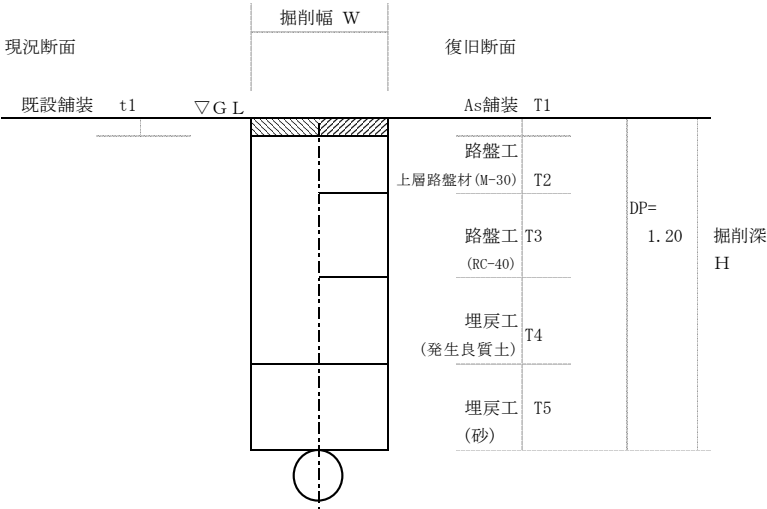 掘削幅 W
現況断面
復旧断面
既設舗装 t1
▽GL
As舗装 T1
路盤工
上層路盤材(M-30) T2
DP=
路盤工 T3
1.20
掘削深
(RC-40)
H
埋戻工
T4
(発生良質土)
埋戻工 T5
(砂)